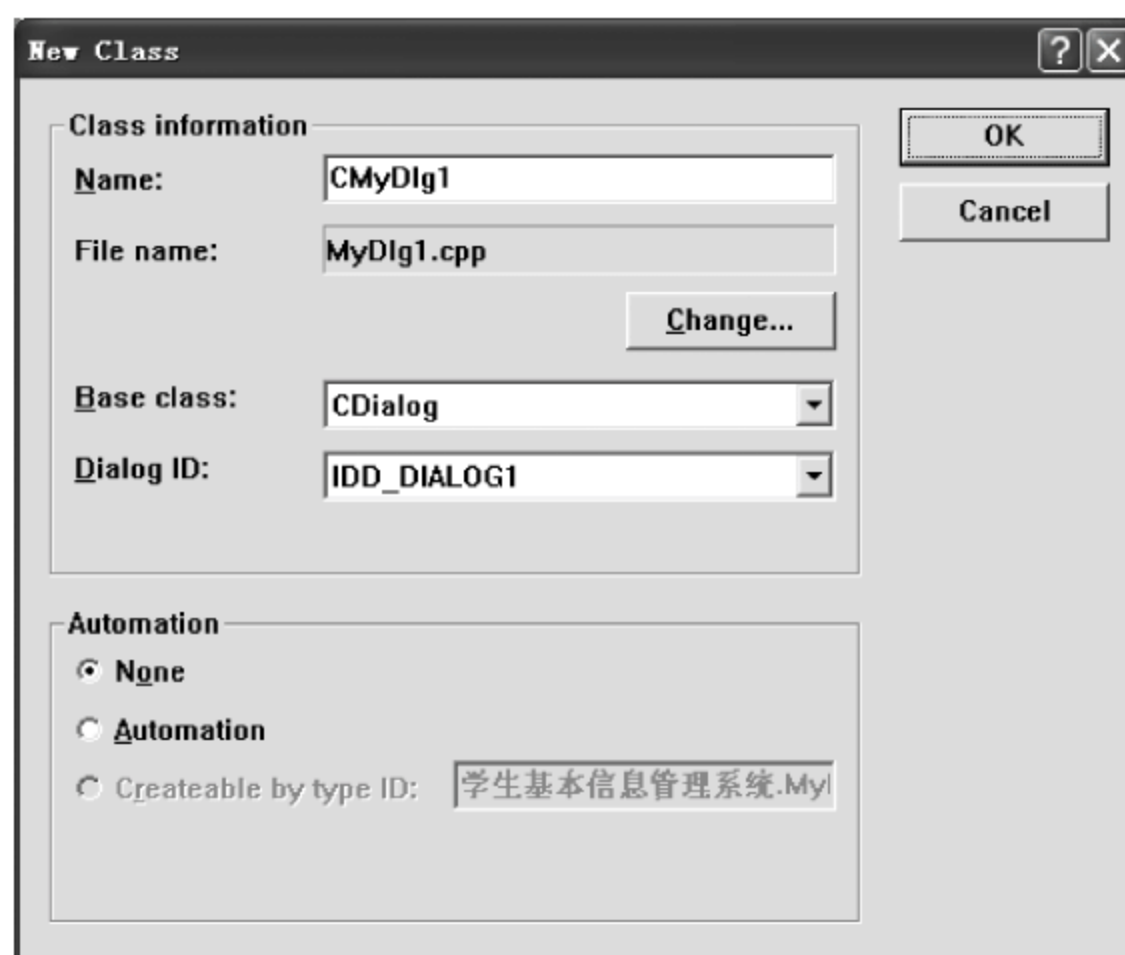 New Class
Class information
Name: CMyDlg1
File name: MyDlg1.cpp
Change...
Base class: CDialog
Dialog ID: IDD_DIALOG1
Automation
None
Automation
Createable by type ID: 学生基本信息管理系统.My
OK
Cancel